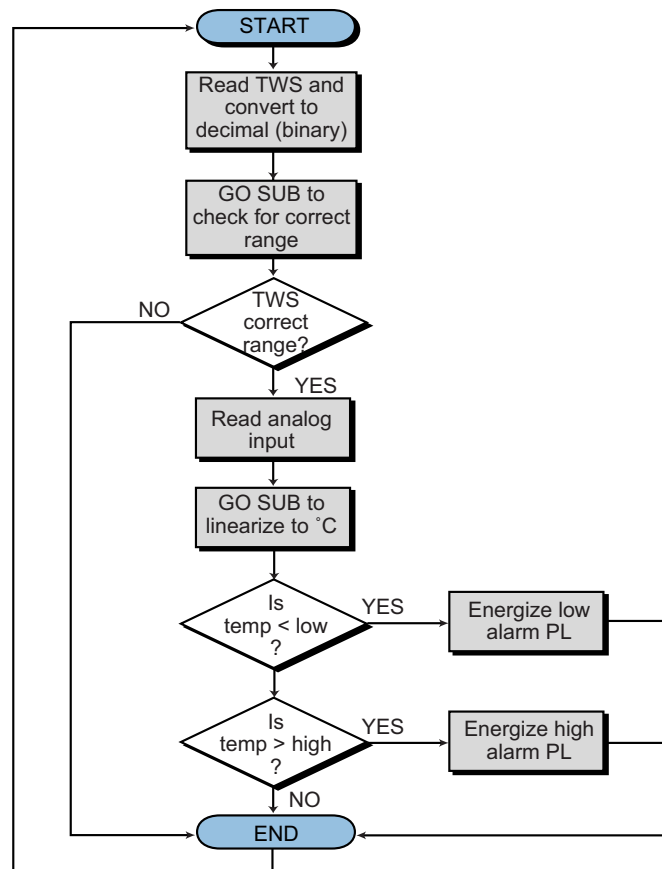 START
Read TWS and
convert to
decimal (binary)
GO SUB to
check for correct
range
NO
TWS
correct
range?
YES
Read analog
input
GO SUB to
linearize to ˚C
Is
temp < low
?
YES
Energize low
alarm PL
Is
temp > high
?
YES
Energize high
alarm PL
NO
END